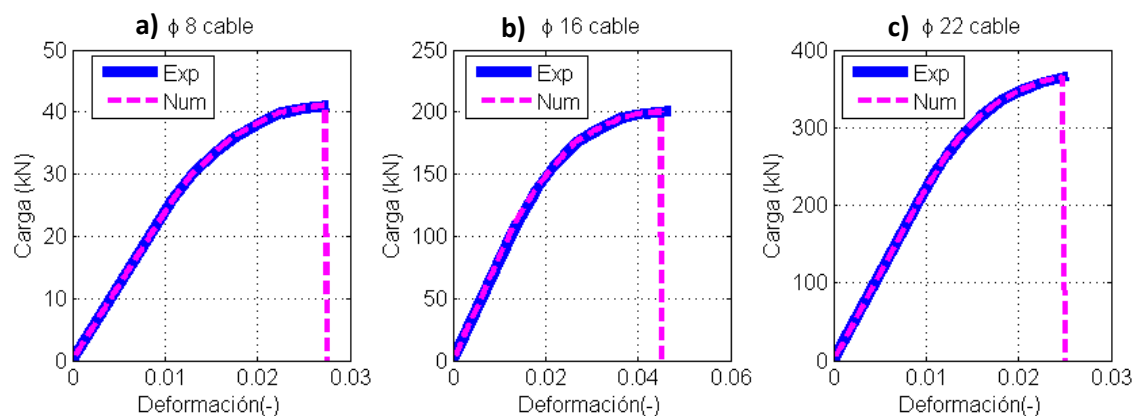 a) ϕ 8 cable
50
40
30
20
10
0
Exp
Num
Carga (kN)
0 0.01 0.02 0.03
Deformación(-)
b) ϕ 16 cable
250
200
150
100
50
0
Exp
Num
Carga (kN)
0 0.02 0.04 0.06
Deformación(-)
c) ϕ 22 cable
400
300
200
100
0
Exp
Num
Carga (kN)
0 0.01 0.02 0.03
Deformación(-)